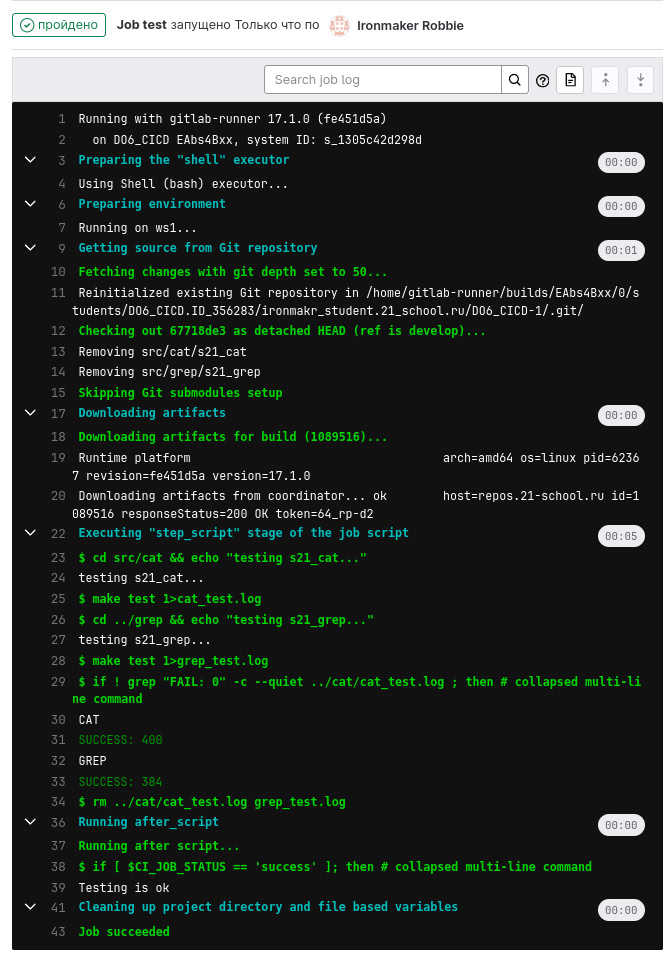 пройдено Job test запущено Только что по Ironmaker Robbie
Search job log
1 Running with gitlab-runner 17.1.0 (fe451d5a)
2 on DO6_CICD EAbs4Bxx, system ID: s_1305c42d298d
3 Preparing the "shell" executor 00:00
4 Using Shell (bash) executor...
6 Preparing environment 00:00
7 Running on ws1...
9 Getting source from Git repository 00:01
10 Fetching changes with git depth set to 50...
11 Reinitialized existing Git repository in /home/gitlab-runner/builds/EAbs4Bxx/0/s
tudents/DO6_CICD.ID_356283/ironmakr_student.21_school.ru/DO6_CICD-1/.git/
12 Checking out 67718de3 as detached HEAD (ref is develop)...
13 Removing src/cat/s21_cat
14 Removing src/grep/s21_grep
15 Skipping Git submodules setup
17 Downloading artifacts 00:00
18 Downloading artifacts for build (1089516)...
19 Runtime platform arch=amd64 os=linux pid=6236
7 revision=fe451d5a version=17.1.0
20 Downloading artifacts from coordinator... ok host=repos.21-school.ru id=1
089516 responseStatus=200 OK token=64_rp-d2
22 Executing "step_script" stage of the job script 00:05
23 $ cd src/cat && echo "testing s21_cat..."
24 testing s21_cat...
25 $ make test 1>cat_test.log
26 $ cd ../grep && echo "testing s21_grep..."
27 testing s21_grep...
28 $ make test 1>grep_test.log
29 $ if ! grep "FAIL: 0" -c --quiet ../cat/cat_test.log ; then # collapsed multi-li
ne command
30 CAT
31 SUCCESS: 400
32 GREP
33 SUCCESS: 384
34 $ rm ../cat/cat_test.log grep_test.log
36 Running after_script 00:00
37 Running after script...
38 $ if [ $CI_JOB_STATUS == 'success' ]; then # collapsed multi-line command
39 Testing is ok
41 Cleaning up project directory and file based variables 00:00
43 Job succeeded